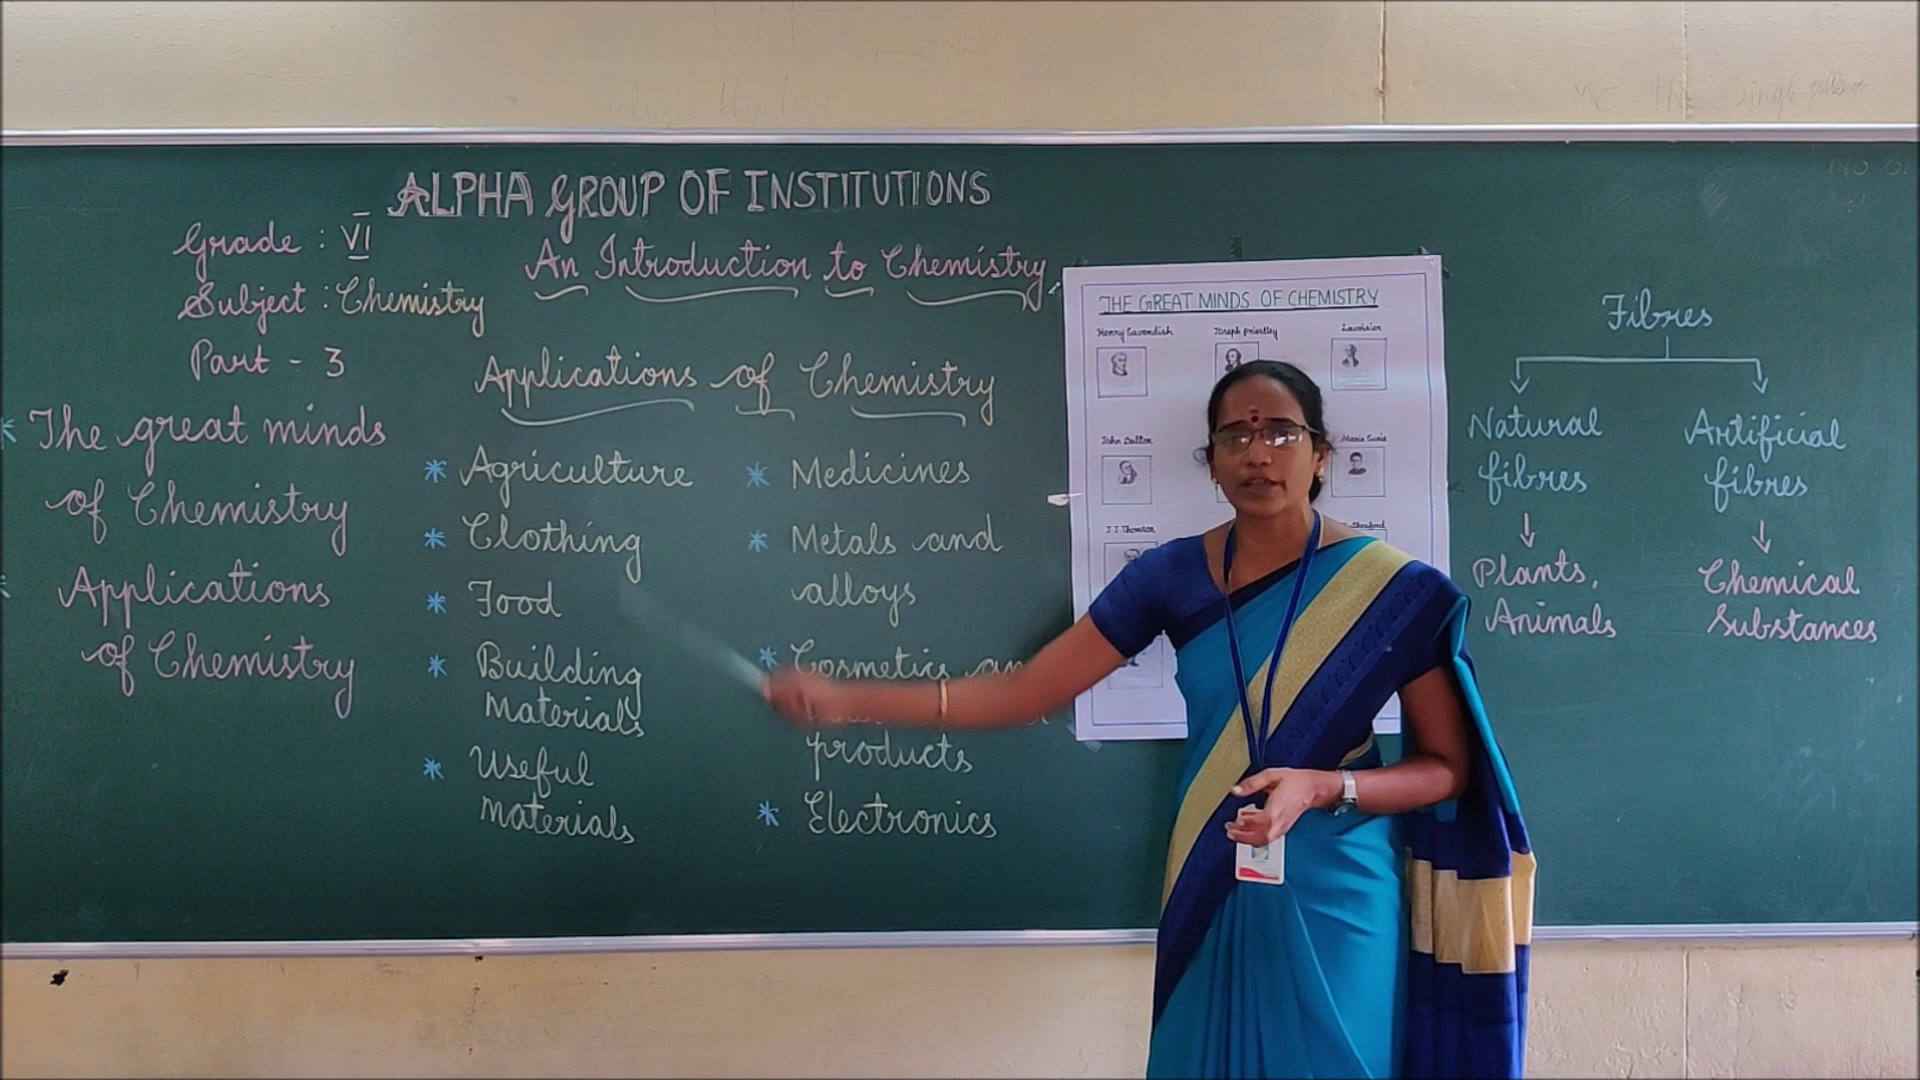 ALPHA GROUP OF INSTITUTIONS
Grade : VI
Subject : Chemistry
Part - 3
An Introduction to Chemistry.
* The great minds
of Chemistry
Applications
of Chemistry
Applications of Chemistry
* Agriculture
* Clothing
* Food
* Building
materials
* Useful
materials
* Medicines
* Metals and
alloys
* Cosmetics
products
* Electronics
THE GREAT MINDS OF CHEMISTRY
Henry Cavendish
Joseph priestley
Lavoisier
John Dalton
Marie Curie
J.J. Thomson
Fibres
Natural
fibres
Plants,
Animals
Artificial
fibres
Chemical
Substances